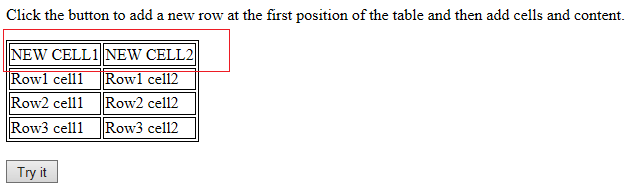 Click the button to add a new row at the first position of the table and then add cells and content.
NEW CELL1 NEW CELL2
Row1 cell1 Row1 cell2
Row2 cell1 Row2 cell2
Row3 cell1 Row3 cell2
Try it